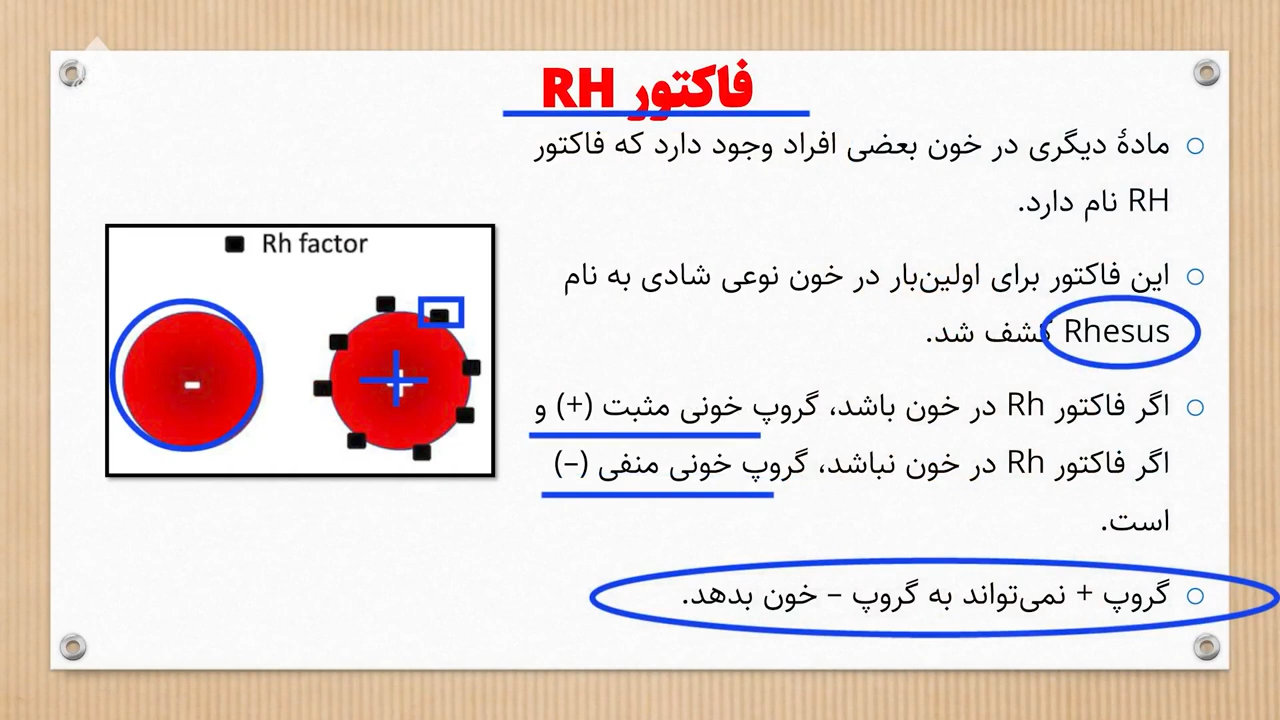 فاکتور RH
مادهٔ دیگری در خون بعضی افراد وجود دارد که فاکتور
RH نام دارد.
این فاکتور برای اولین‌بار در خون نوعی شادی به نام
Rhesus کشف شد.
اگر فاکتور Rh در خون باشد، گروپ خونی مثبت (+) و
اگر فاکتور Rh در خون نباشد، گروپ خونی منفی (–)
است.
گروپ + نمی‌تواند به گروپ – خون بدهد.
Rh factor
- +